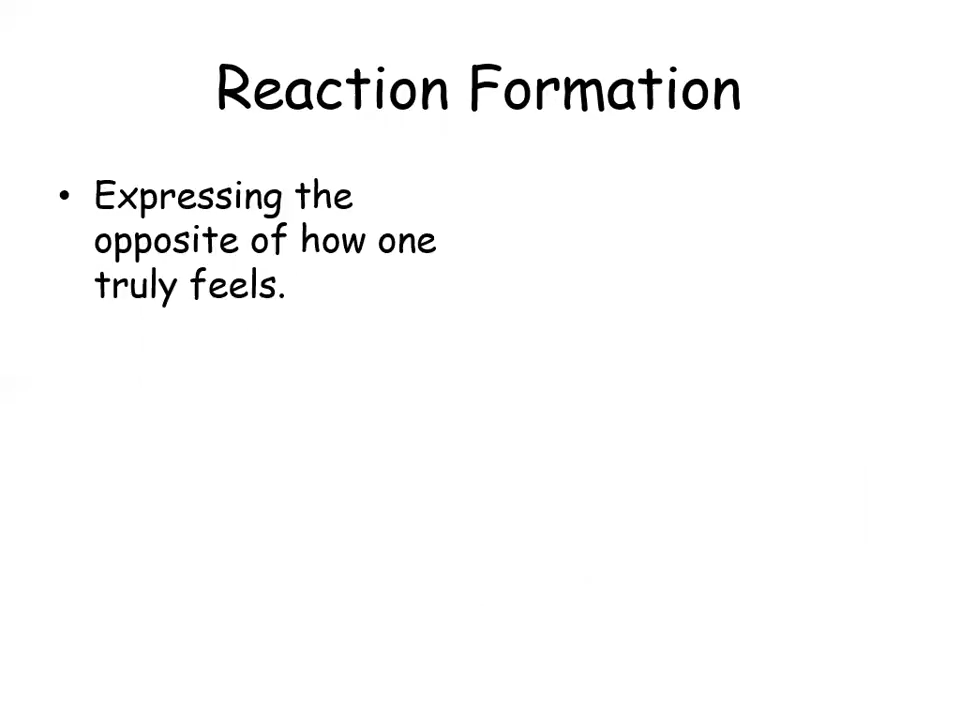 Reaction Formation
• Expressing the
opposite of how one
truly feels.